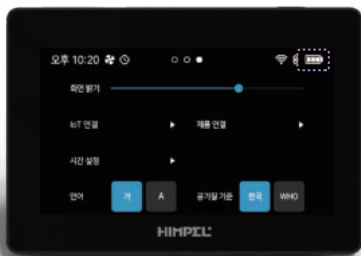 오후 10:20
화면 밝기
IoT 연결 제품 연결
시간 설정
언어 가 A 공기질 기준 한국 WHO
HIMPEL